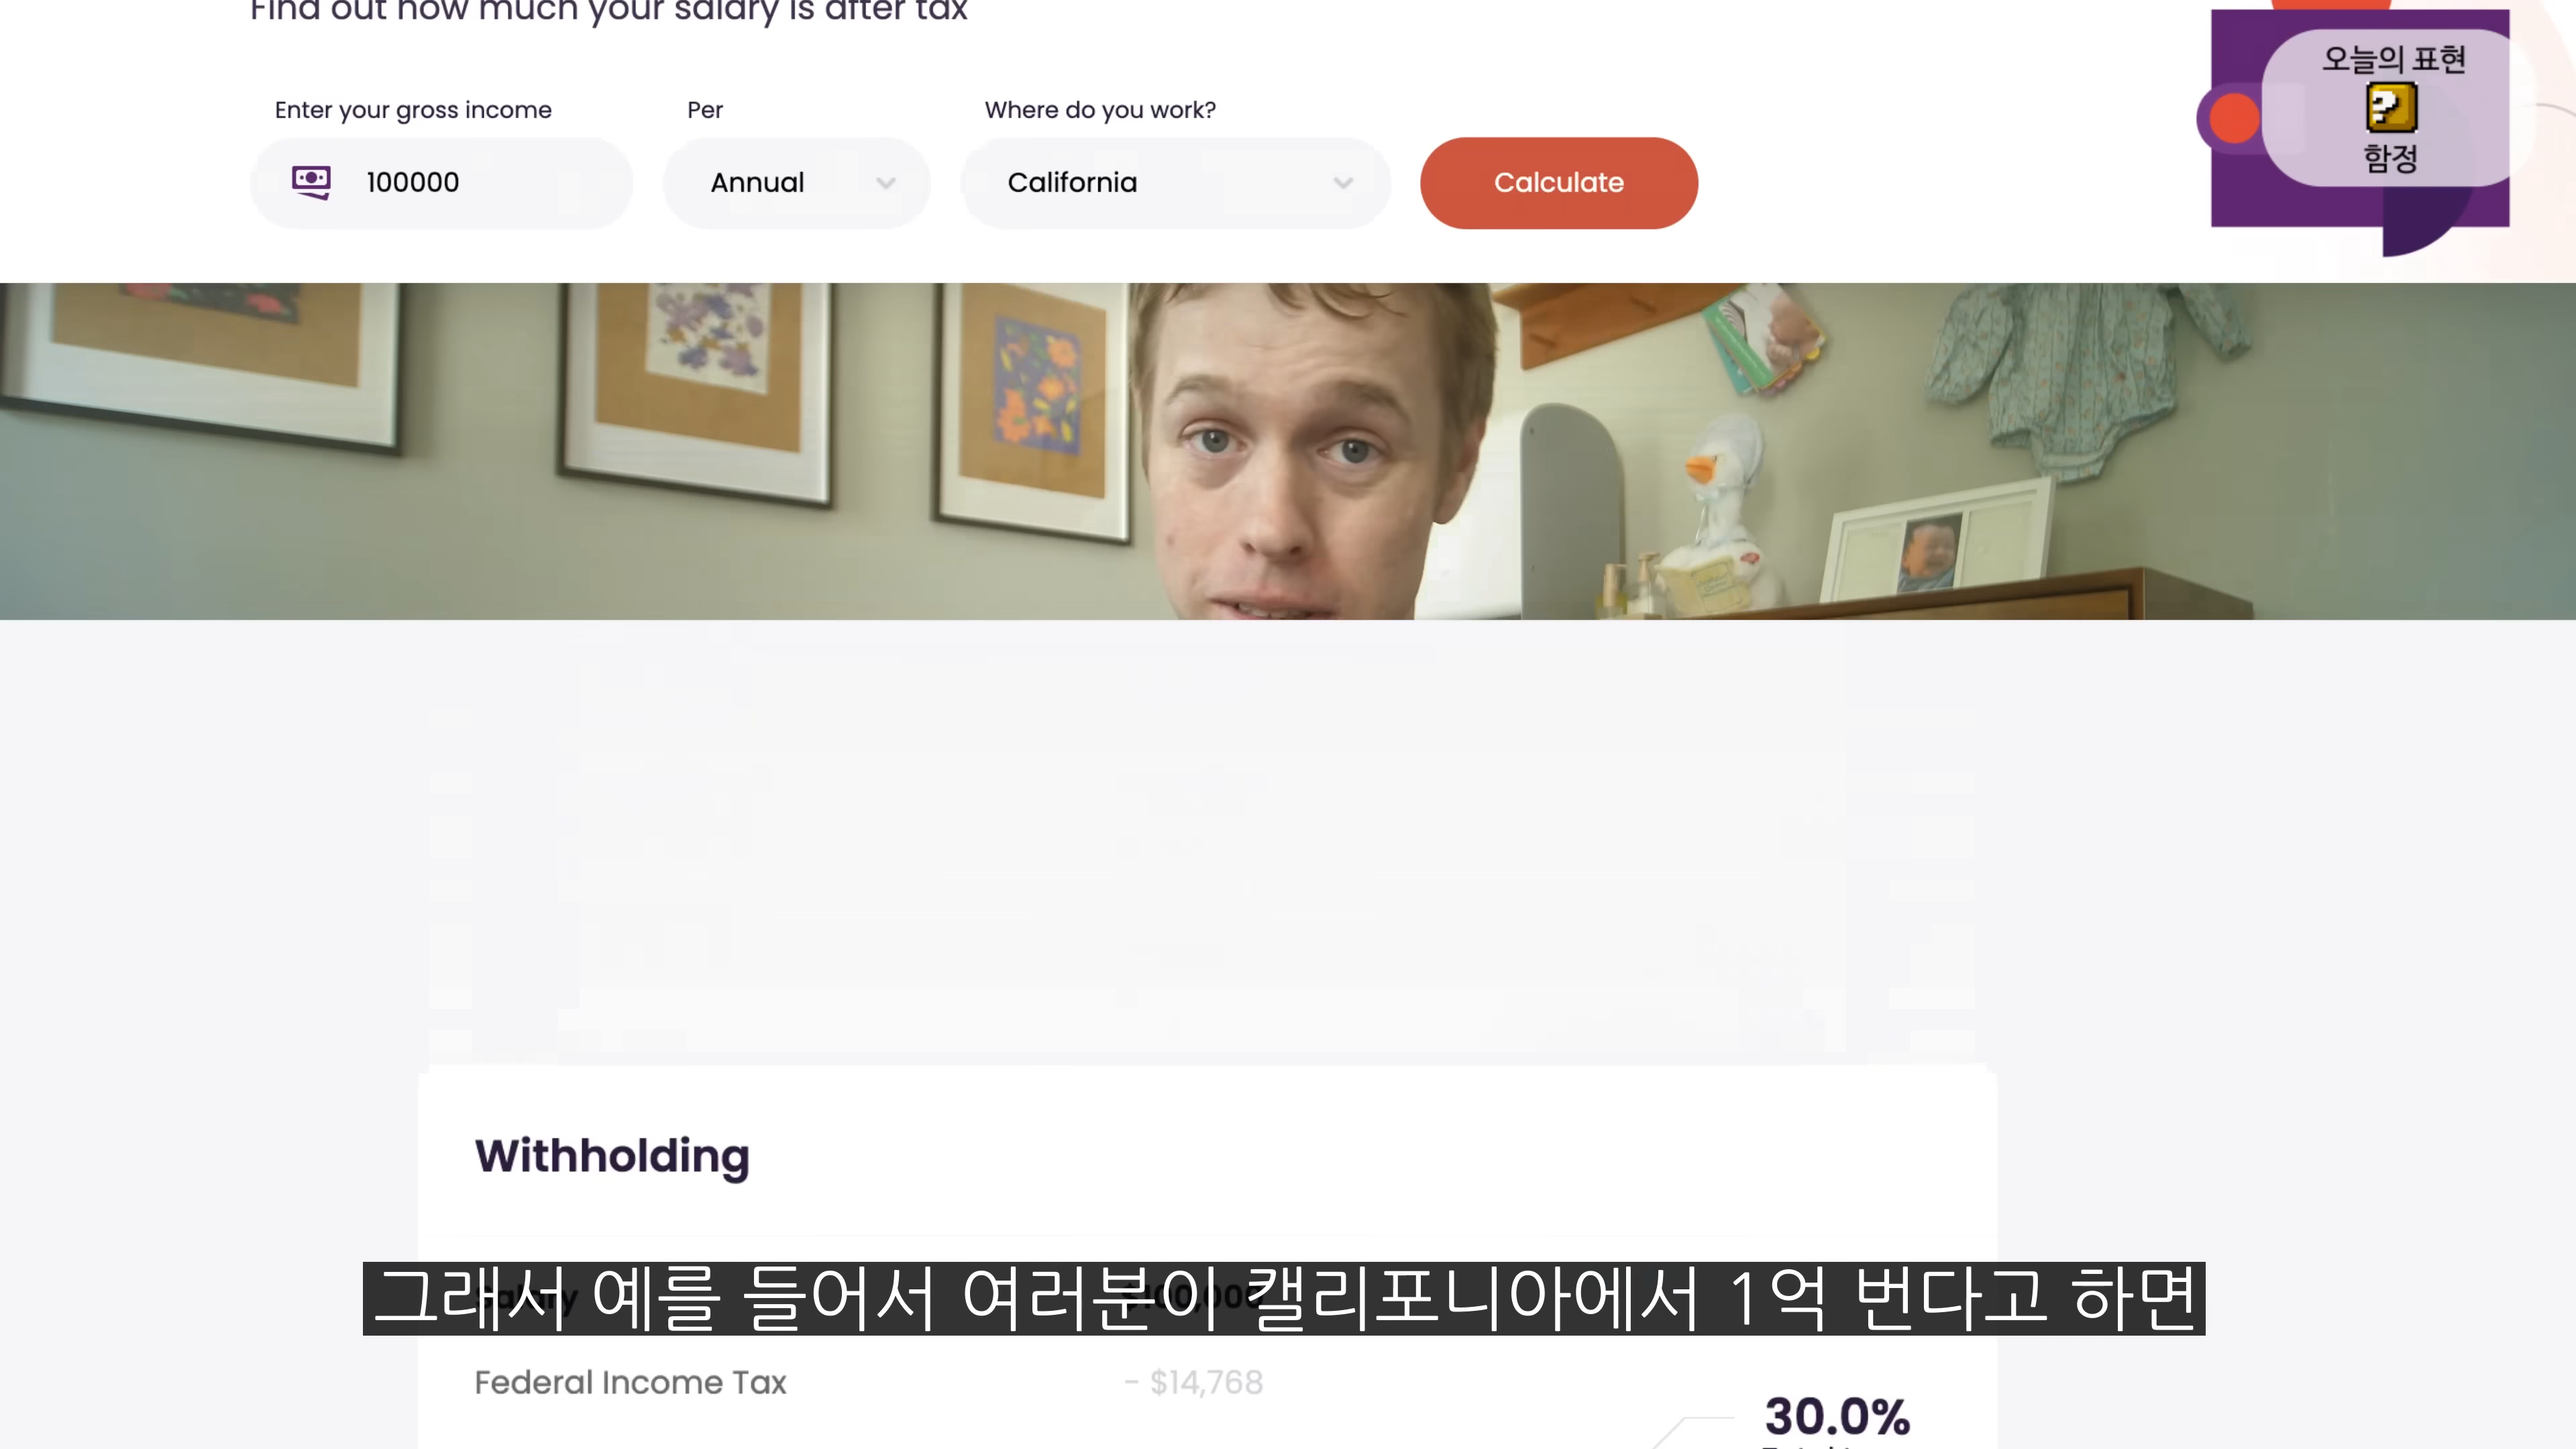 Find out how much your salary is after tax
오늘의 표현
함정
Enter your gross income
Per
Where do you work?
100000
Annual
California
Calculate
Withholding
Salary $100,000
그래서 예를 들어서 여러분이 캘리포니아에서 1억 번다고 하면
Federal Income Tax - $14,768
30.0%